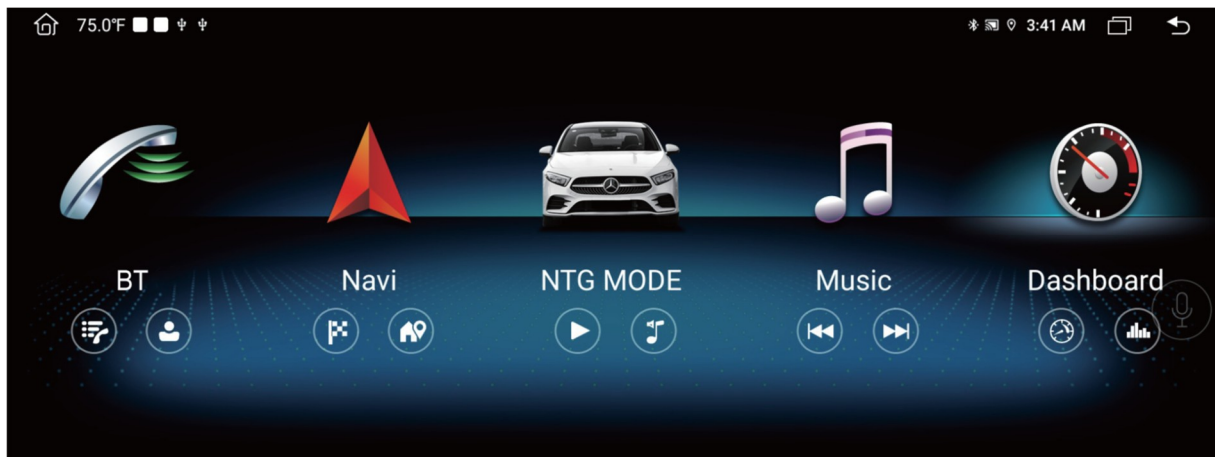 75.0°F
3:41 AM
BT
Navi
NTG MODE
Music
Dashboard